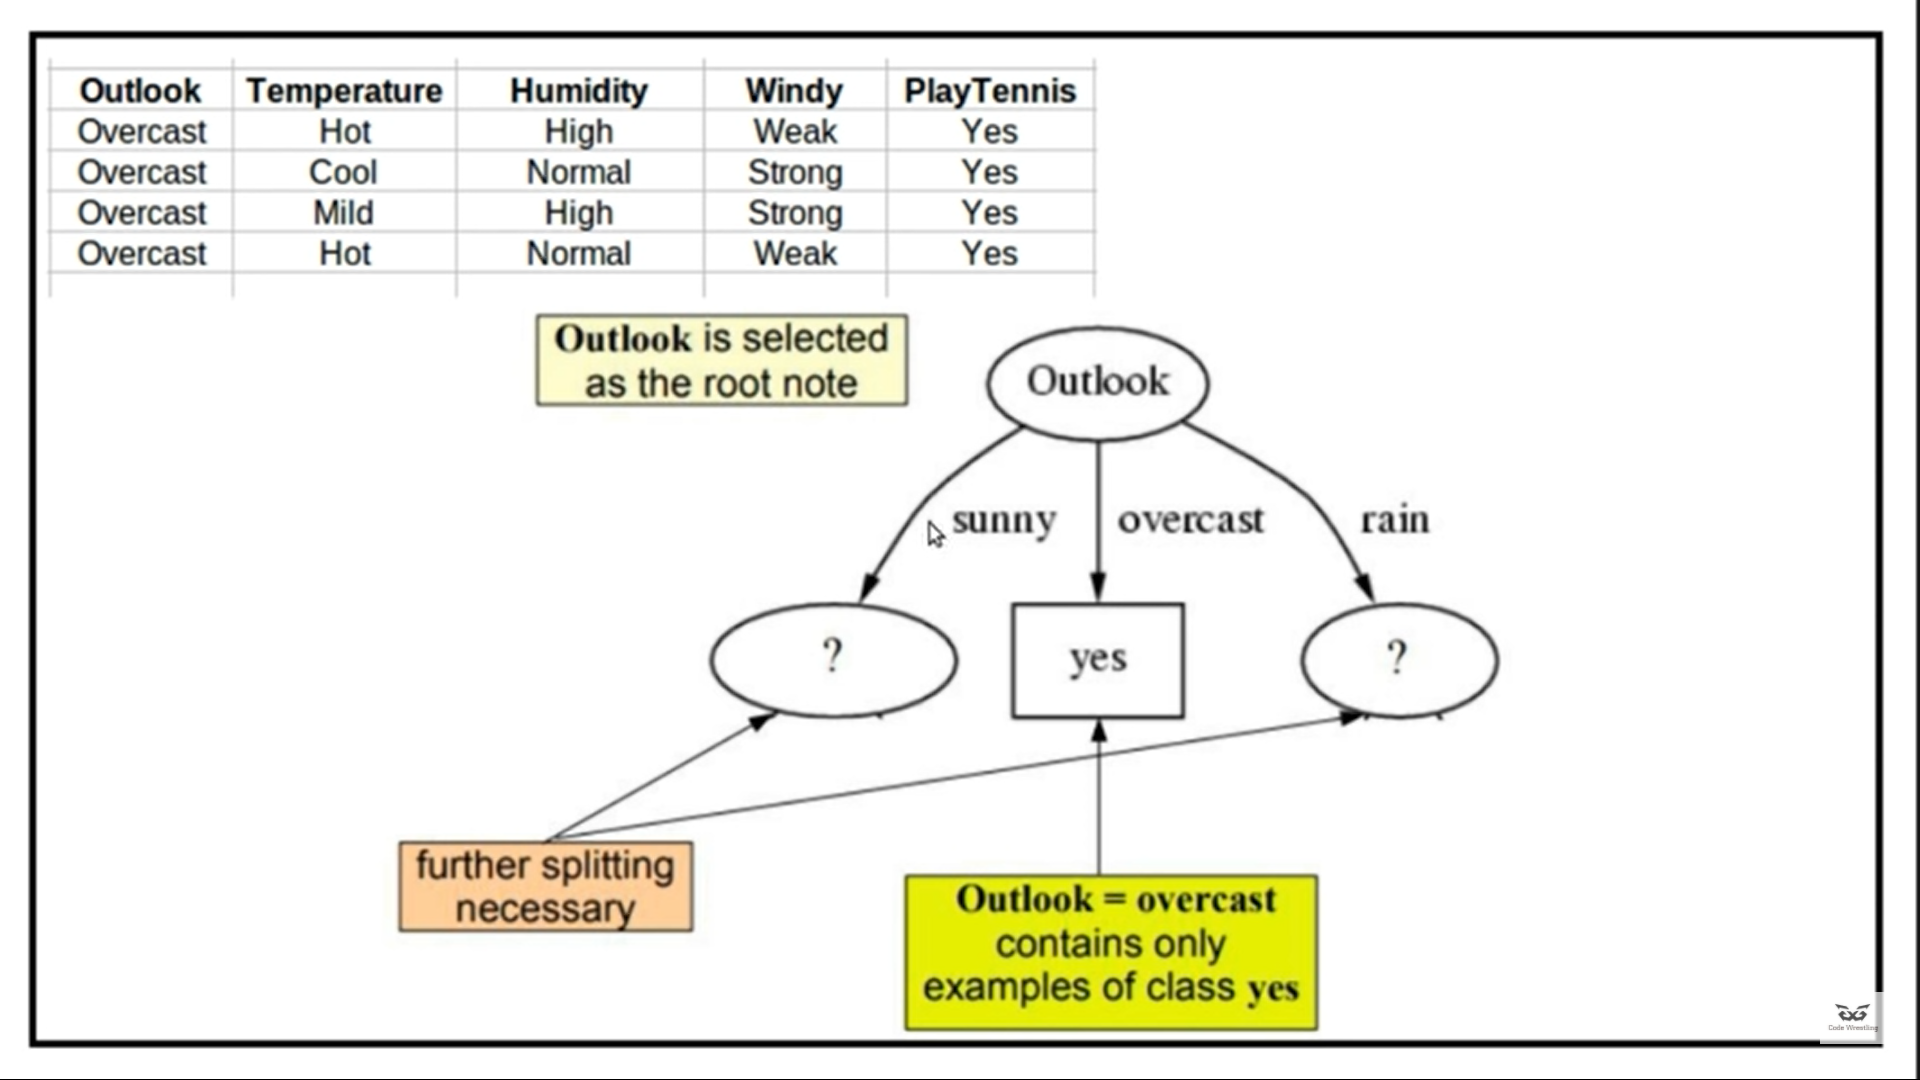 Outlook Temperature Humidity Windy PlayTennis
Overcast Hot High Weak Yes
Overcast Cool Normal Strong Yes
Overcast Mild High Strong Yes
Overcast Hot Normal Weak Yes
Outlook is selected
as the root note
Outlook
sunny overcast rain
? yes ?
further splitting
necessary
Outlook = overcast
contains only
examples of class yes
Code Wrestling